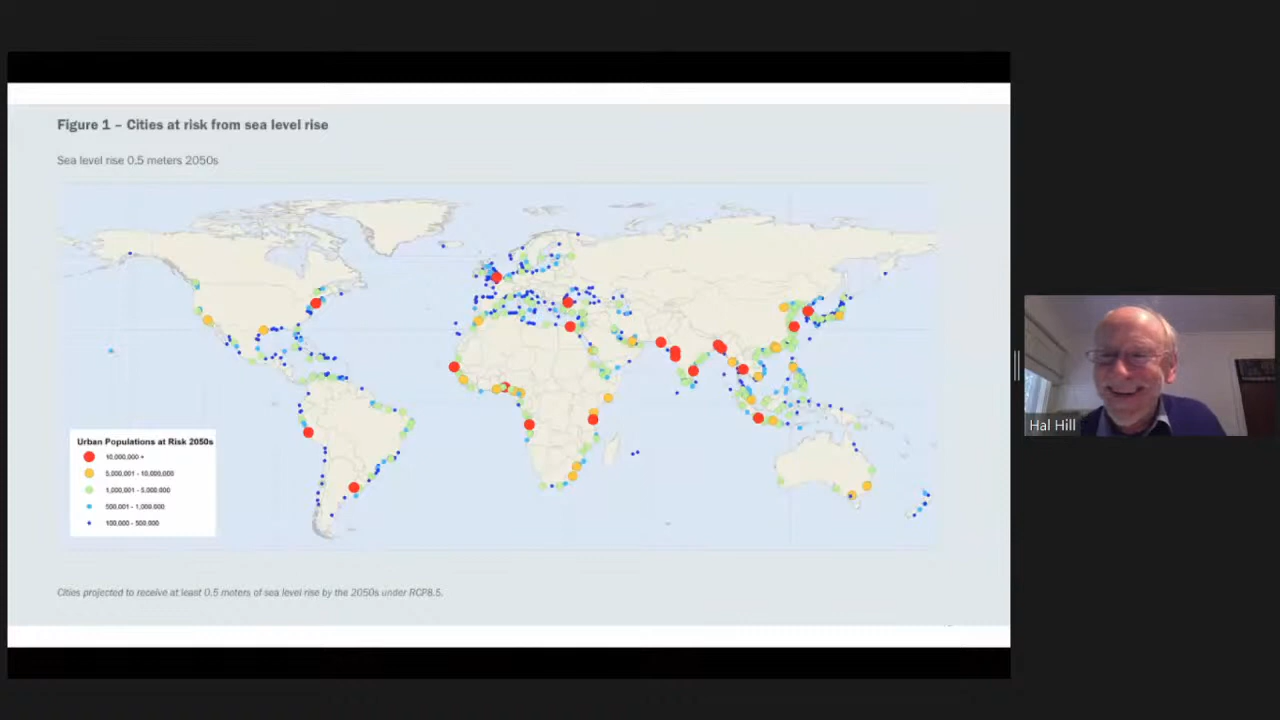 Figure 1 – Cities at risk from sea level rise
Sea level rise 0.5 meters 2050s
Urban Populations at Risk 2050s
10,000,000 +
5,000,001 - 10,000,000
1,000,001 - 5,000,000
500,001 - 1,000,000
100,000 - 500,000
Cities projected to receive at least 0.5 meters of sea level rise by the 2050s under RCP8.5.
Hal Hill